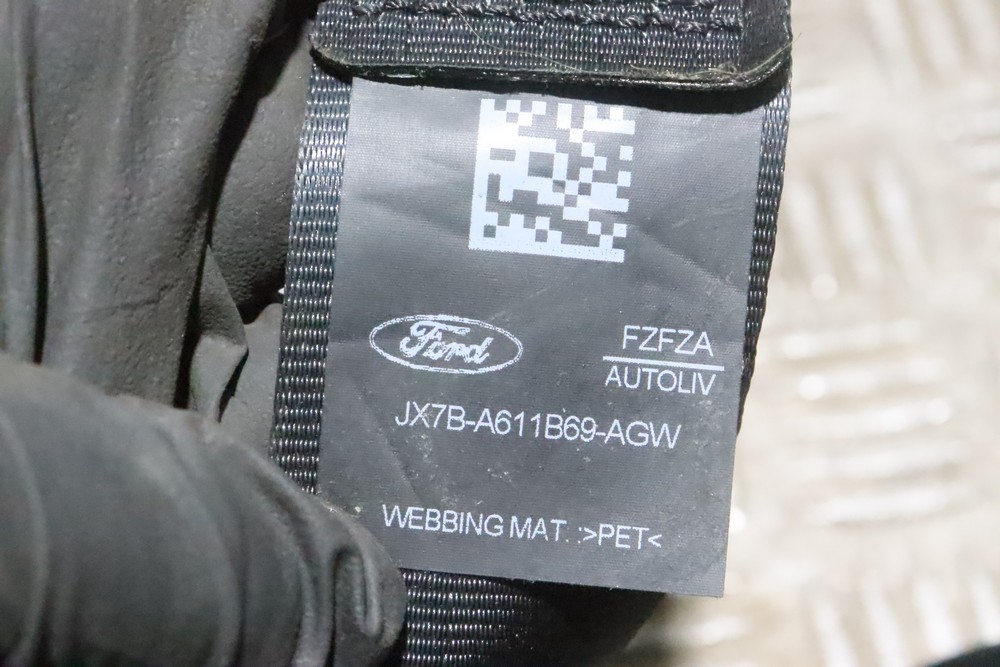 Ford
FZFZA
AUTOLIV
JX7B-A611B69-AGW
WEBBING MAT. :>PET<